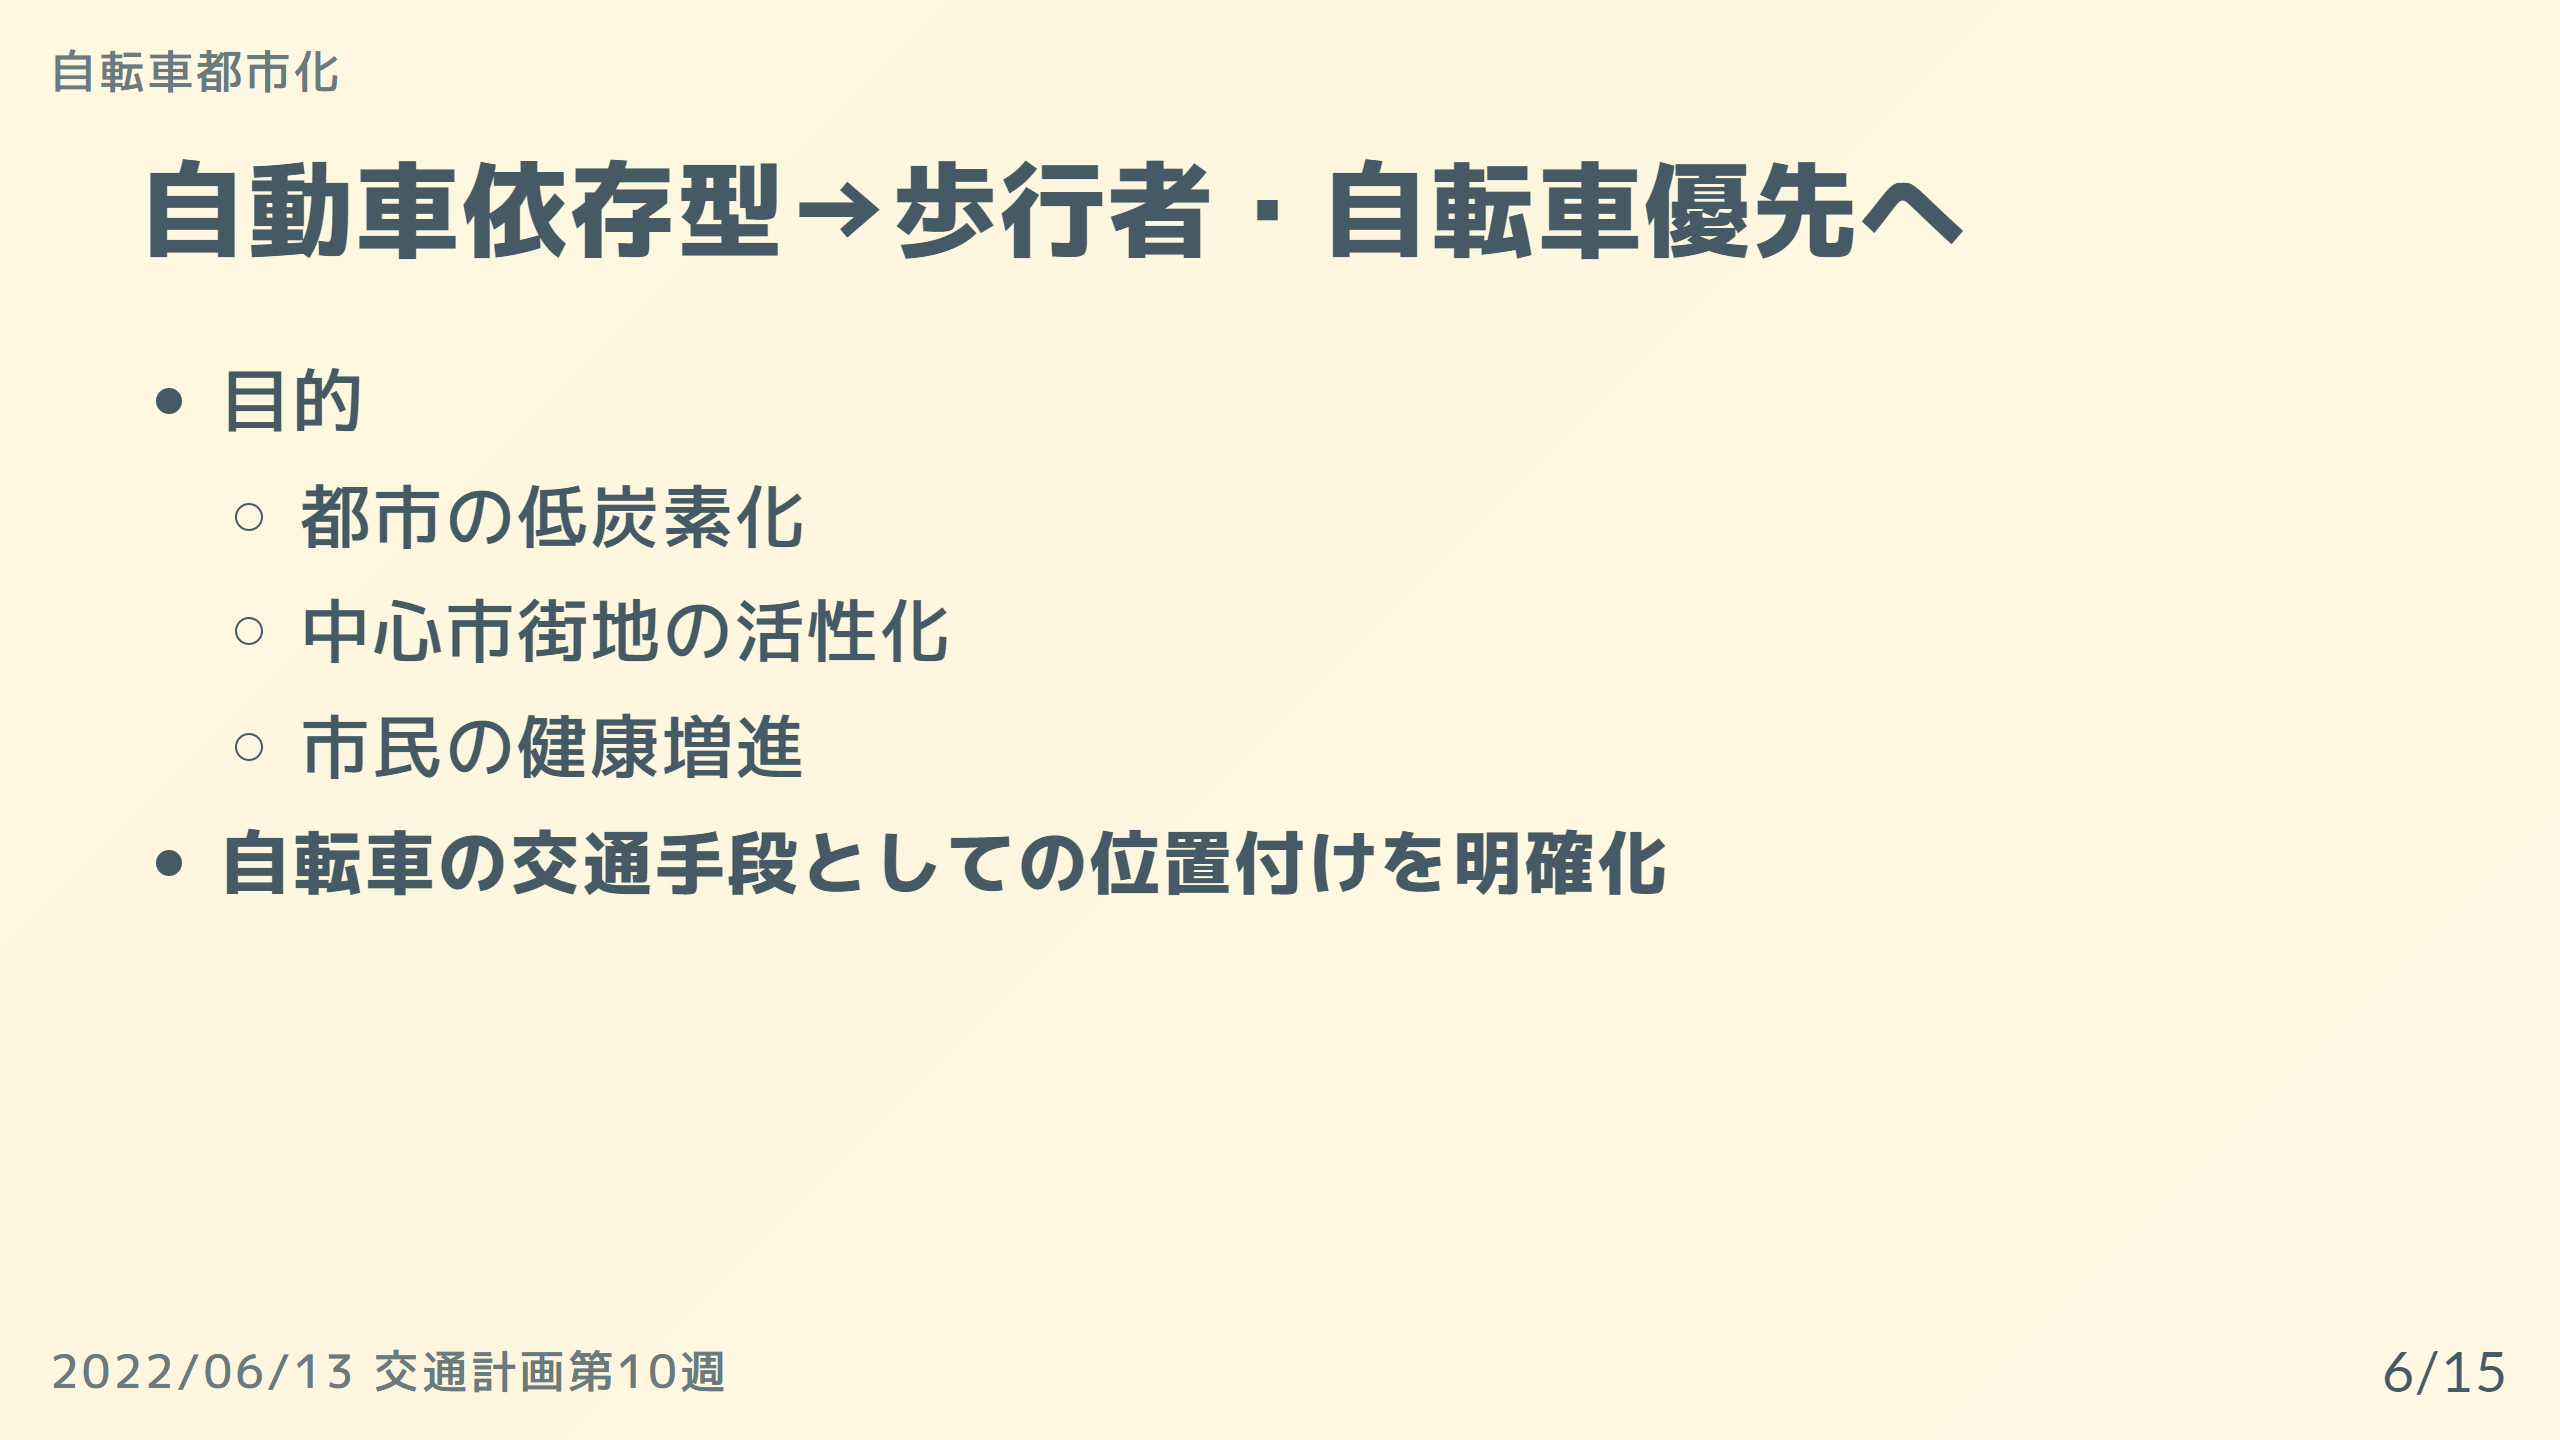 自転車都市化
自動車依存型→歩行者・自転車優先へ
• 目的
○ 都市の低炭素化
○ 中心市街地の活性化
○ 市民の健康増進
• 自転車の交通手段としての位置付けを明確化
2022/06/13 交通計画第10週
6/15